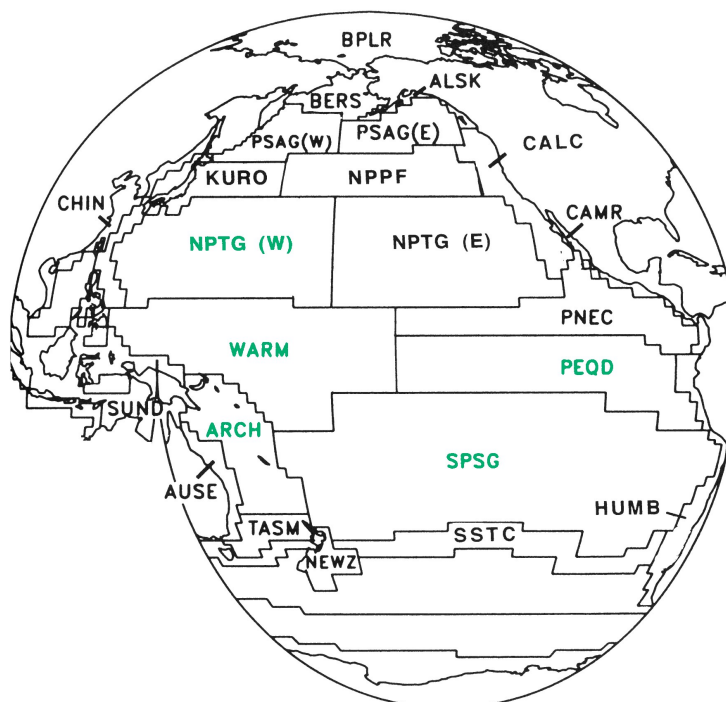 BPLR
ALSK
BERS
PSAG(W)
PSAG(E)
CALC
KURO
NPPF
CHIN
CAMR
NPTG (W)
NPTG (E)
PNEC
WARM
PEQD
SUND
ARCH
SPSG
AUSE
HUMB
TASM
SSTC
NEWZ